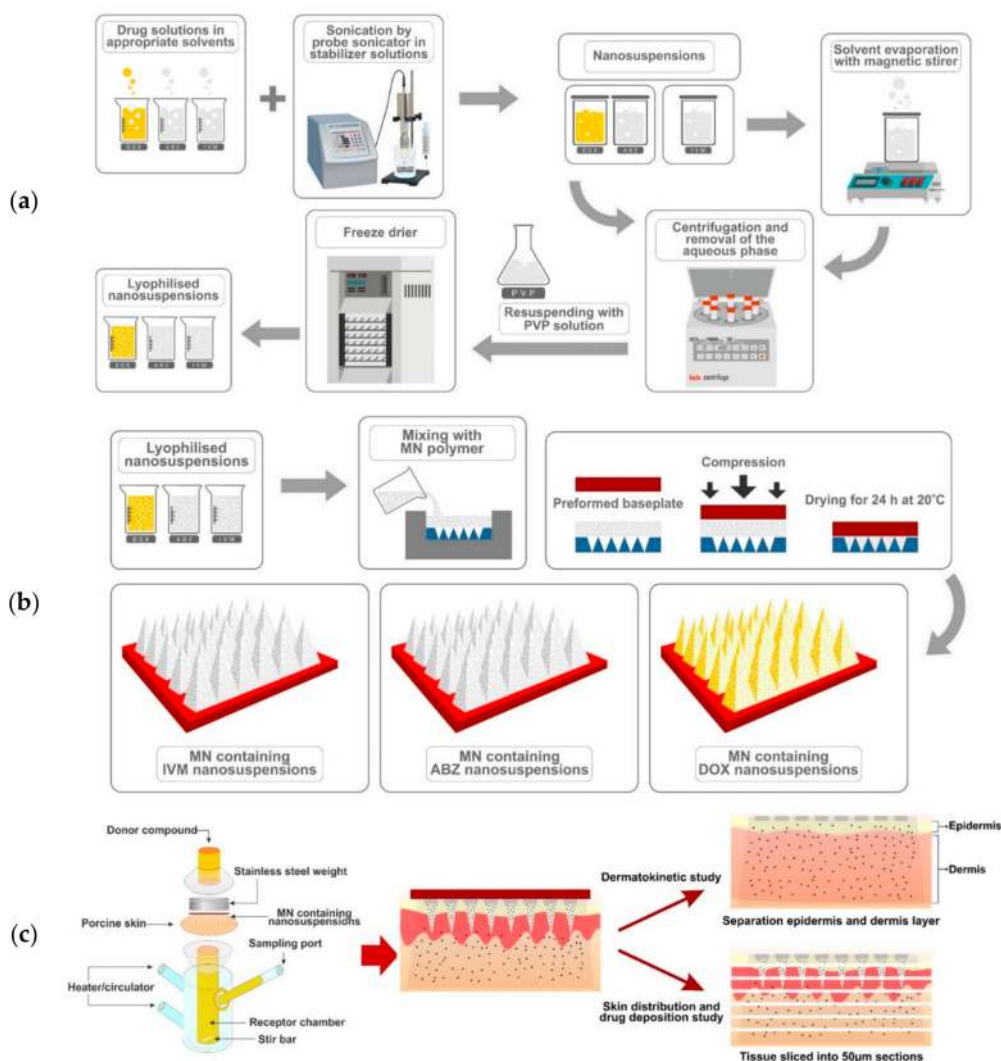 (a)
Drug solutions in
appropriate solvents
DOX
ABZ
IVM
Sonication by
probe sonicator in
stabilizer solutions
Nanosuspensions
DOX
ABZ
IVM
Solvent evaporation
with magnetic stirer
Centrifugation and
removal of the
aqueous phase
lab centrifuge
PVP
Resuspending with
PVP solution
Freeze drier
Lyophilised
nanosuspensions
DOX
ABZ
IVM
(b)
Lyophilised
nanosuspensions
DOX
ABZ
IVM
Mixing with
MN polymer
Preformed baseplate
Compression
Drying for 24 h at 20°C
MN containing
IVM nanosuspensions
MN containing
ABZ nanosuspensions
MN containing
DOX nanosuspensions
(c)
Donor compound
Stainless steel weight
Porcine skin
MN containing
nanosuspensions
Sampling port
Heater/circulator
Receptor chamber
Stir bar
Dermatokinetic study
Epidermis
Dermis
Separation epidermis and dermis layer
Skin distribution and
drug deposition study
Tissue sliced into 50μm sections